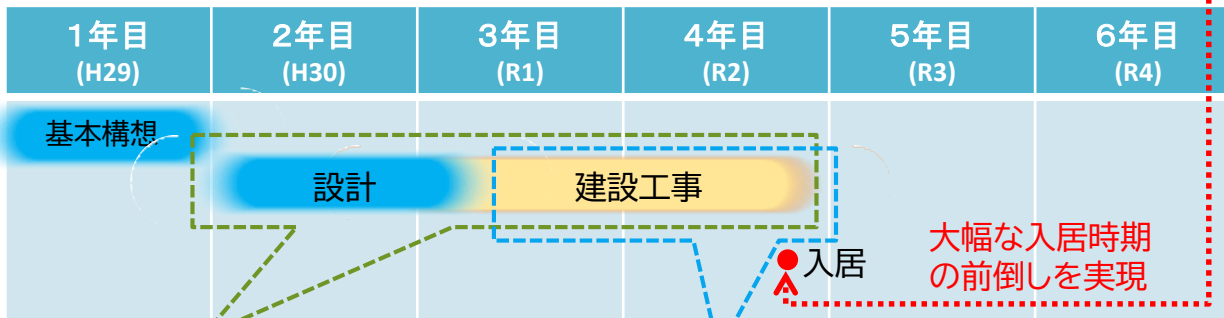 1年目
(H29)
2年目
(H30)
3年目
(R1)
4年目
(R2)
5年目
(R3)
6年目
(R4)
基本構想
設計
建設工事
入居
大幅な入居時期
の前倒しを実現